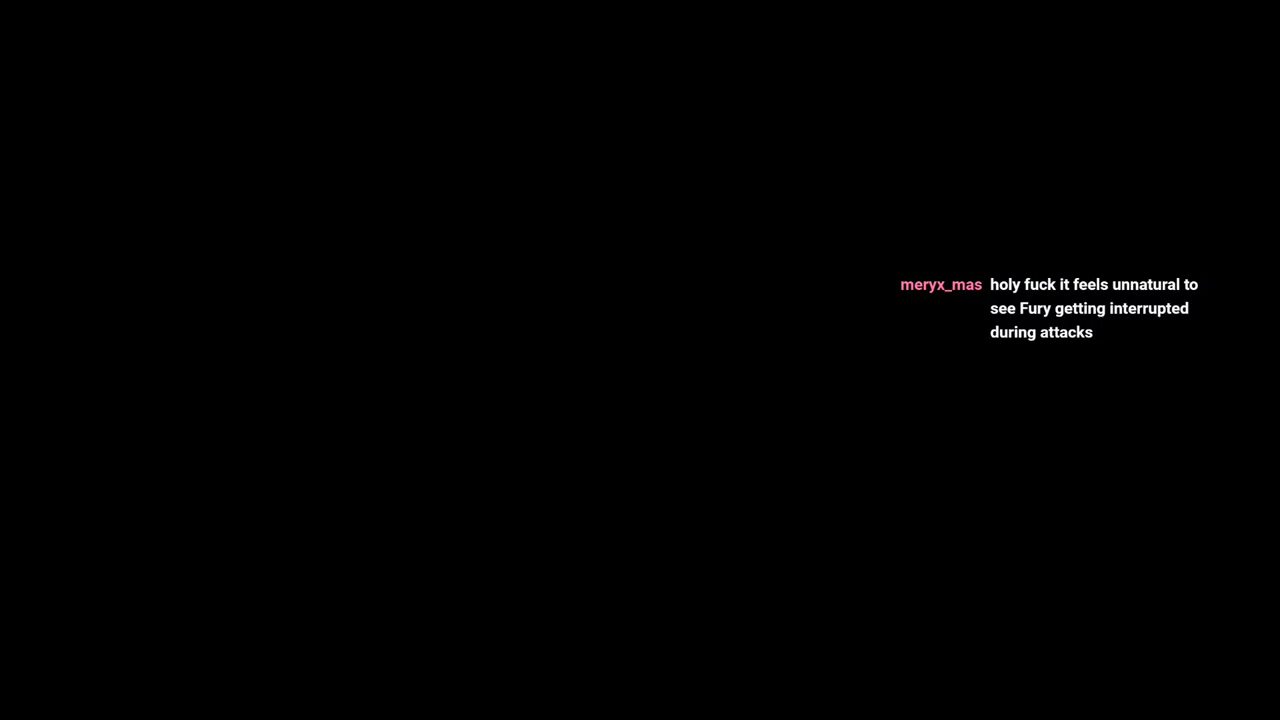 meryx_mas holy fuck it feels unnatural to
see Fury getting interrupted
during attacks